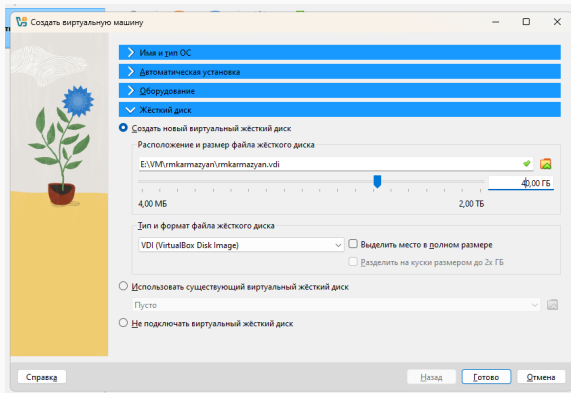 Создать виртуальную машину
Имя и тип ОС
Автоматическая установка
Оборудование
Жёсткий диск
Создать новый виртуальный жёсткий диск
Расположение и размер файла жёсткого диска
E:\VM\rmkarmazyan\rmkarmazyan.vdi
40,00 ГБ
4,00 МБ 2,00 ТБ
Тип и формат файла жёсткого диска
VDI (VirtualBox Disk Image) Выделить место в полном размере
Разделить на куски размером до 2х ГБ
Использовать существующий виртуальный жёсткий диск
Пусто
Не подключать виртуальный жёсткий диск
Справка Назад Готово Отмена